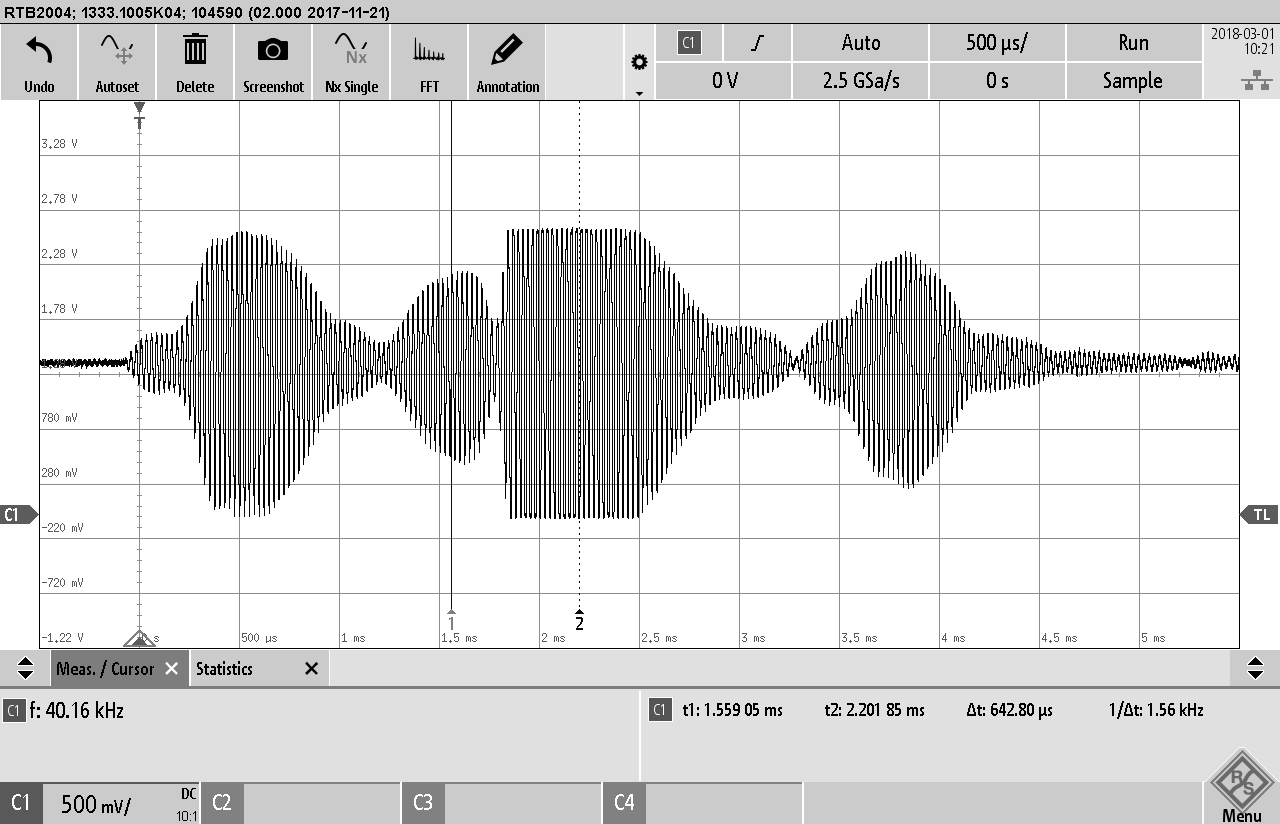 RTB2004; 1333.1005K04; 104590 (02.000 2017-11-21)
Undo Autoset Delete Screenshot Nx Nx Single FFT Annotation
C1 Auto 500 µs/ Run 2018-03-01
10:21
0 V 2.5 GSa/s 0 s Sample
T
3.28 V
2.78 V
2.28 V
1.78 V
780 mV
280 mV
C1 -220 mV TL
-720 mV
1 2
-1.22 V s 500 µs 1 ms 1.5 ms 2 ms 2.5 ms 3 ms 3.5 ms 4 ms 4.5 ms 5 ms
Meas. / Cursor Statistics
C1 f: 40.16 kHz C1 t1: 1.559 05 ms t2: 2.201 85 ms Δt: 642.80 µs 1/Δt: 1.56 kHz
C1 500 mV/ DC
10:1
C2 C3 C4 R S
Menu